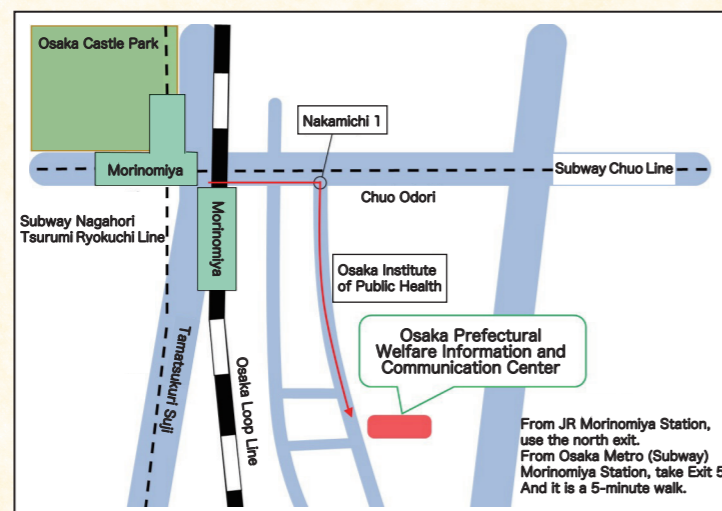 Osaka Castle Park
Nakamichi 1
Morinomiya
Subway Chuo Line
Chuo Odori
Subway Nagahori
Tsurumi Ryokuchi Line
Morinomiya
Osaka Institute
of Public Health
Tamatsukuri Suji
Osaka Loop Line
Osaka Prefectural
Welfare Information and
Communication Center
From JR Morinomiya Station,
use the north exit.
From Osaka Metro (Subway)
Morinomiya Station, take Exit 5
And it is a 5-minute walk.